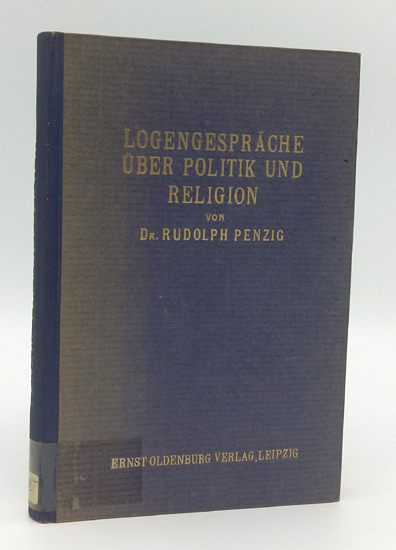 LOGENGESPRÄCHE
ÜBER POLITIK UND
RELIGION
VON
DR. RUDOLPH PENZIG
ERNST OLDENBURG VERLAG, LEIPZIG